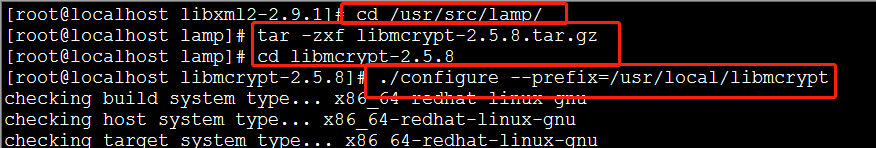 [root@localhost libxml2-2.9.1]# cd /usr/src/lamp/
[root@localhost lamp]# tar -zxf libmcrypt-2.5.8.tar.gz
[root@localhost lamp]# cd libmcrypt-2.5.8
[root@localhost libmcrypt-2.5.8]# ./configure --prefix=/usr/local/libmcrypt
checking build system type... x86_64-redhat-linux-gnu
checking host system type... x86_64-redhat-linux-gnu
checking target system type... x86_64-redhat-linux-gnu